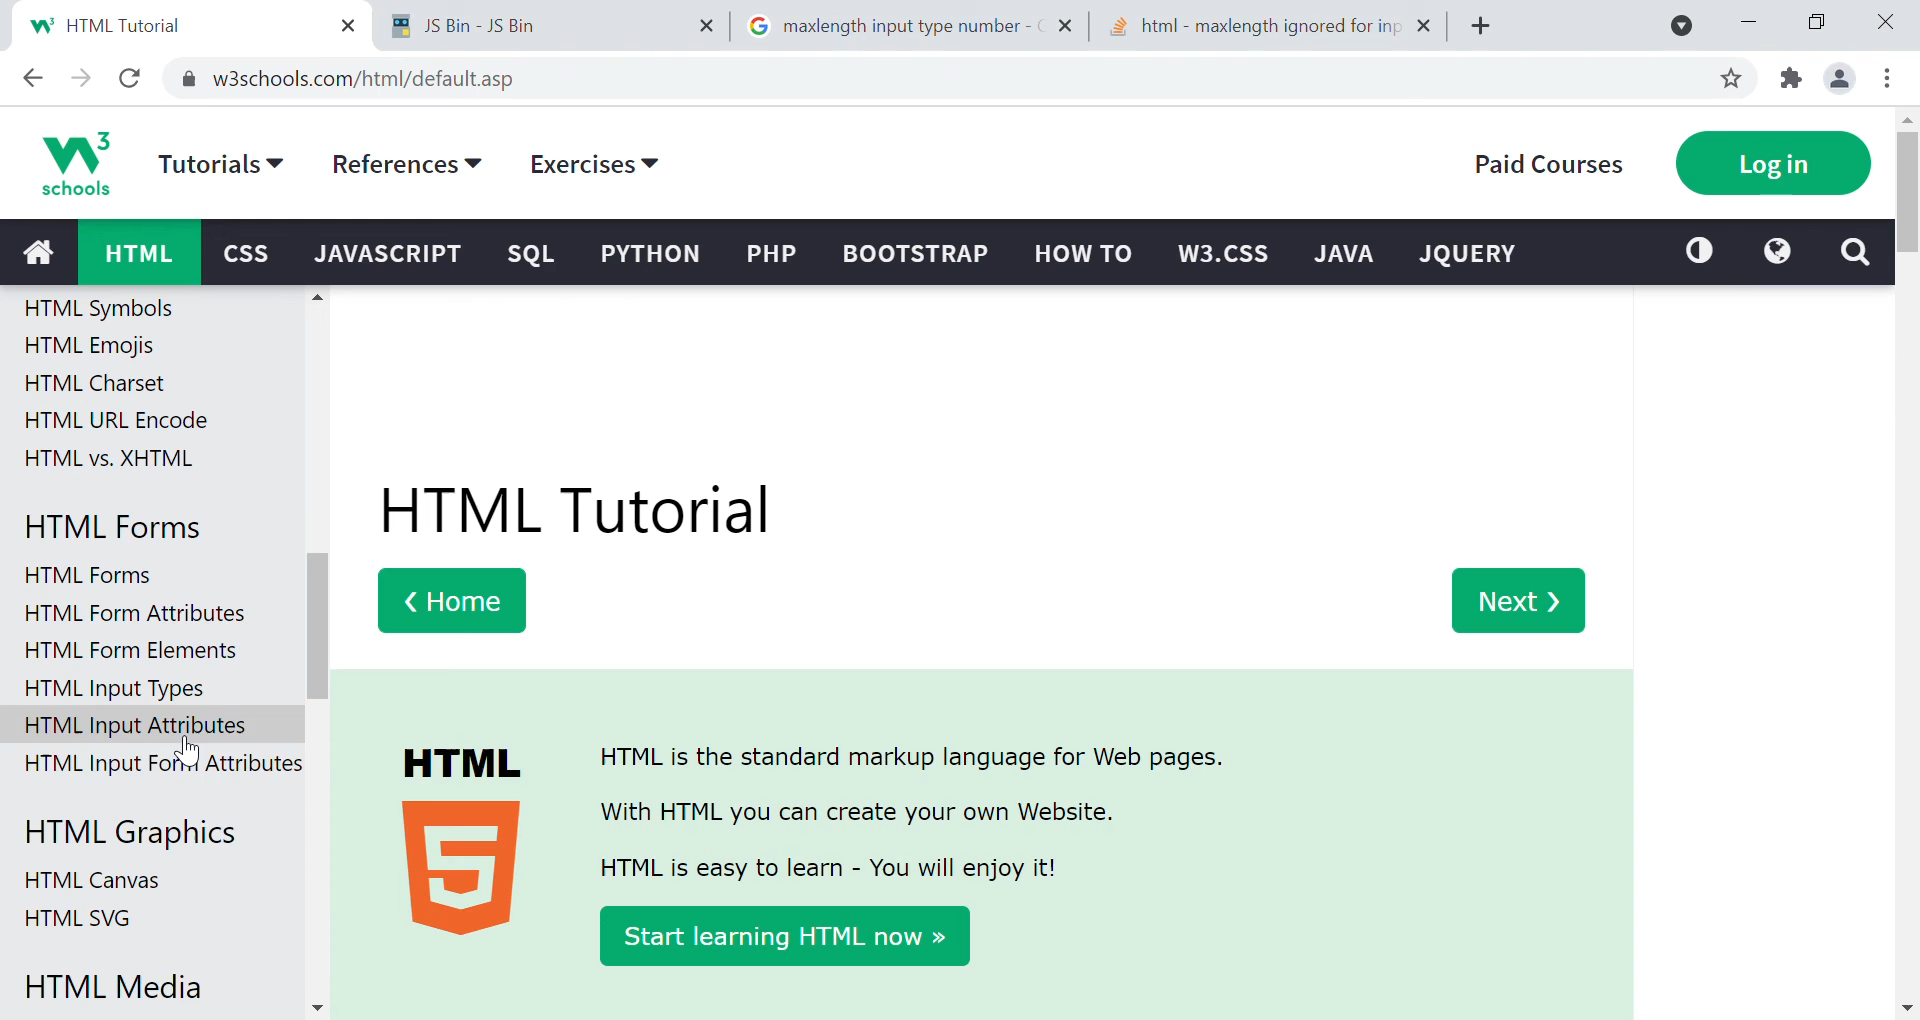 HTML Tutorial
JS Bin - JS Bin
maxlength input type number -
html - maxlength ignored for inp
w3schools.com/html/default.asp
W3 schools
Tutorials
References
Exercises
Paid Courses
Log in
HTML
CSS
JAVASCRIPT
SQL
PYTHON
PHP
BOOTSTRAP
HOW TO
W3.CSS
JAVA
JQUERY
HTML Symbols
HTML Emojis
HTML Charset
HTML URL Encode
HTML vs. XHTML
HTML Forms
HTML Forms
HTML Form Attributes
HTML Form Elements
HTML Input Types
HTML Input Attributes
HTML Input Form Attributes
HTML Graphics
HTML Canvas
HTML SVG
HTML Media
HTML Tutorial
❮ Home
Next ❯
HTML
5
HTML is the standard markup language for Web pages.
With HTML you can create your own Website.
HTML is easy to learn - You will enjoy it!
Start learning HTML now »